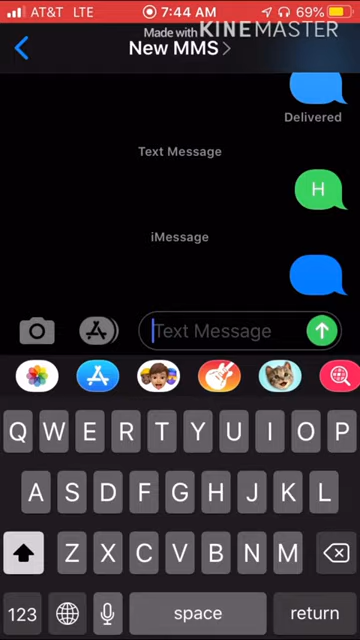 AT&T LTE 7:44 AM 69%
Made with KINEMASTER
New MMS
Delivered
Text Message
H
iMessage
Text Message
Q W E R T Y U I O P
A S D F G H J K L
Z X C V B N M
123 space return